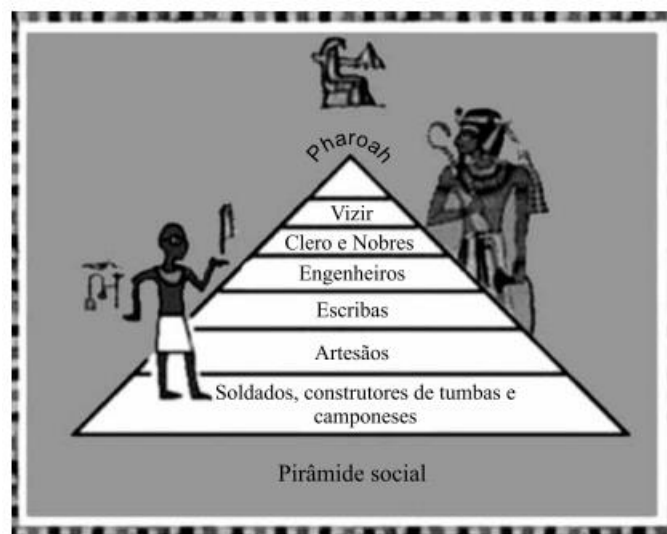 Pharoah
Vizir
Clero e Nobres
Engenheiros
Escribas
Artesãos
Soldados, construtores de tumbas e
camponeses
Pirâmide social